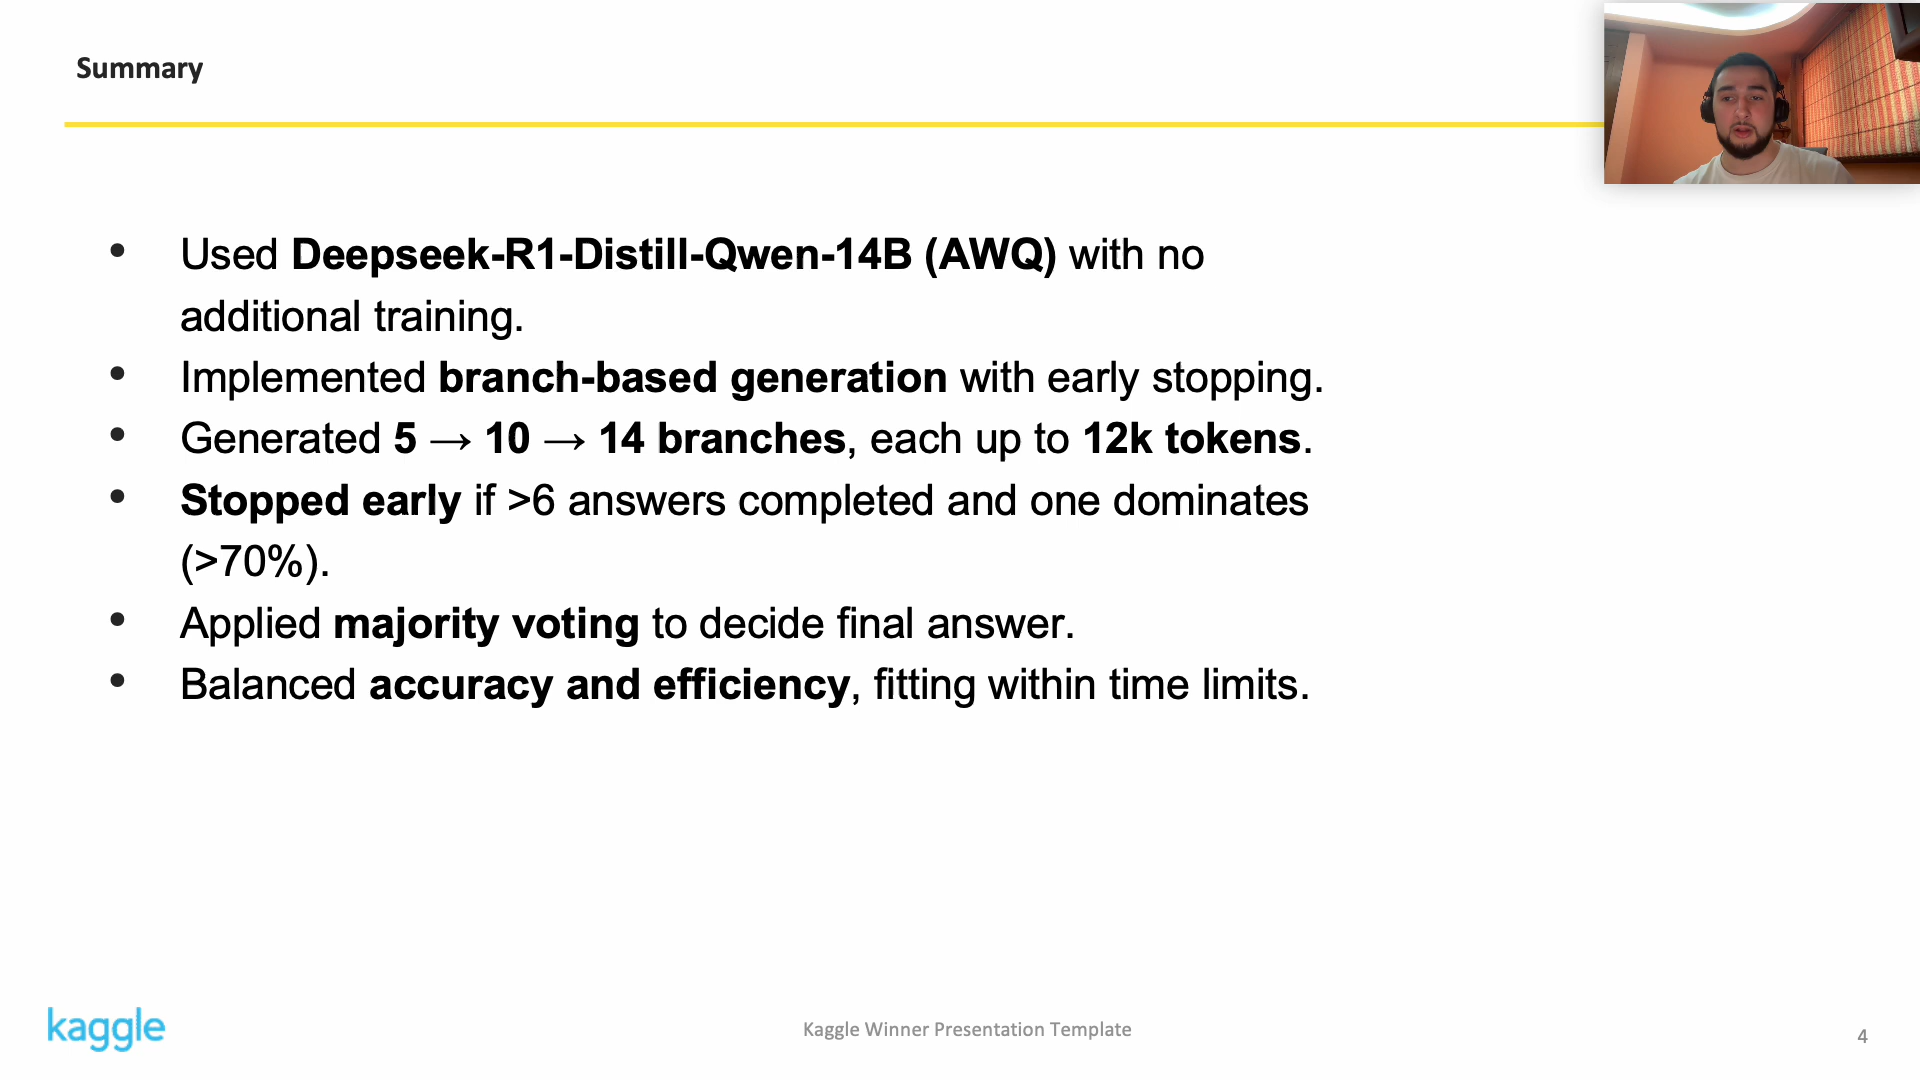 Summary
• Used Deepseek-R1-Distill-Qwen-14B (AWQ) with no
additional training.
• Implemented branch-based generation with early stopping.
• Generated 5 → 10 → 14 branches, each up to 12k tokens.
• Stopped early if >6 answers completed and one dominates
(>70%).
• Applied majority voting to decide final answer.
• Balanced accuracy and efficiency, fitting within time limits.
kaggle
Kaggle Winner Presentation Template
4